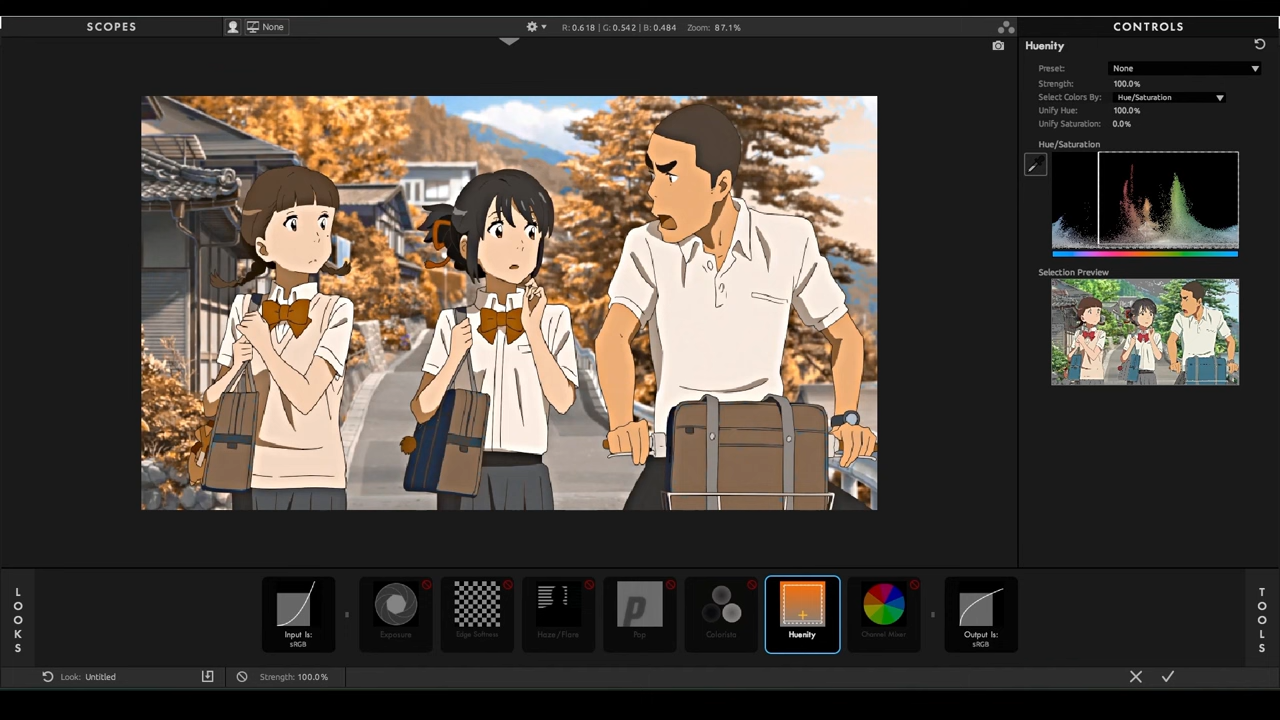 SCOPES
None
R: 0.618 | G: 0.542 | B: 0.484 Zoom: 87.1%
CONTROLS
Huenity
Preset: None
Strength: 100.0%
Select Colors By: Hue/Saturation
Unify Hue: 100.0%
Unify Saturation: 0.0%
Hue/Saturation
Selection Preview
LOOKS
Input Is:
sRGB
Exposure
Edge Softness
Haze/Flare
p
Pop
Colorista
Huenity
Channel Mixer
Output Is:
sRGB
TOOLS
Look: Untitled
Strength: 100.0%